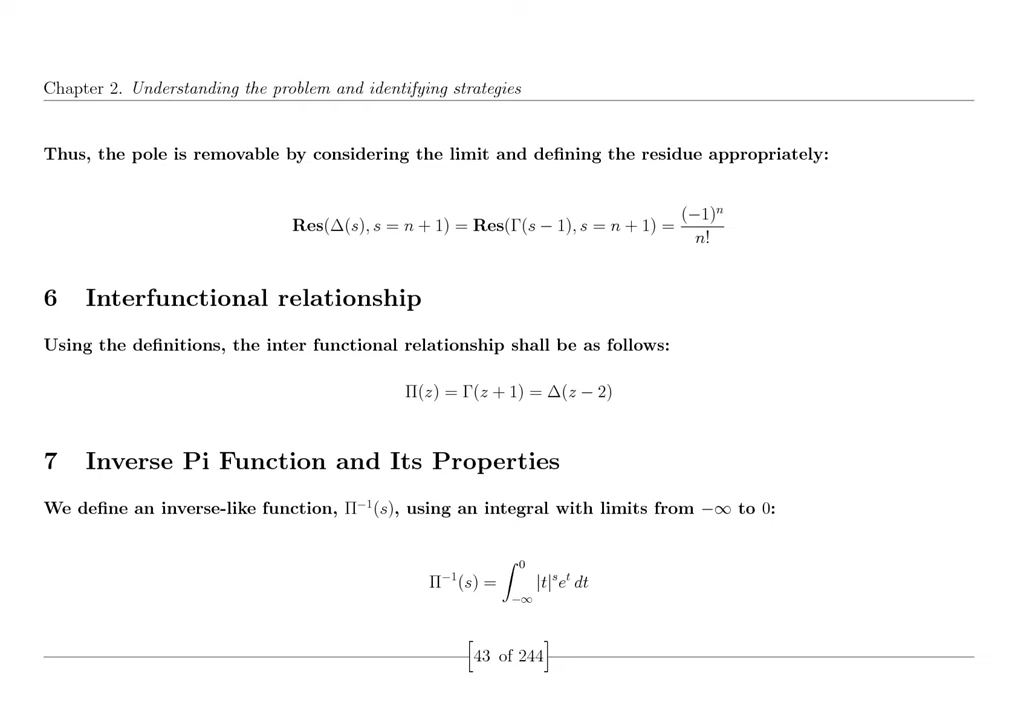 Chapter 2. Understanding the problem and identifying strategies
Thus, the pole is removable by considering the limit and defining the residue appropriately:
Res(Δ(s), s = n + 1) = Res(Γ(s − 1), s = n + 1) = (−1)ⁿ / n!
6 Interfunctional relationship
Using the definitions, the inter functional relationship shall be as follows:
Π(z) = Γ(z + 1) = Δ(z − 2)
7 Inverse Pi Function and Its Properties
We define an inverse-like function, Π⁻¹(s), using an integral with limits from −∞ to 0:
Π⁻¹(s) = ∫_{−∞}^{0} |t|ˢeᵗ dt
[43 of 244]